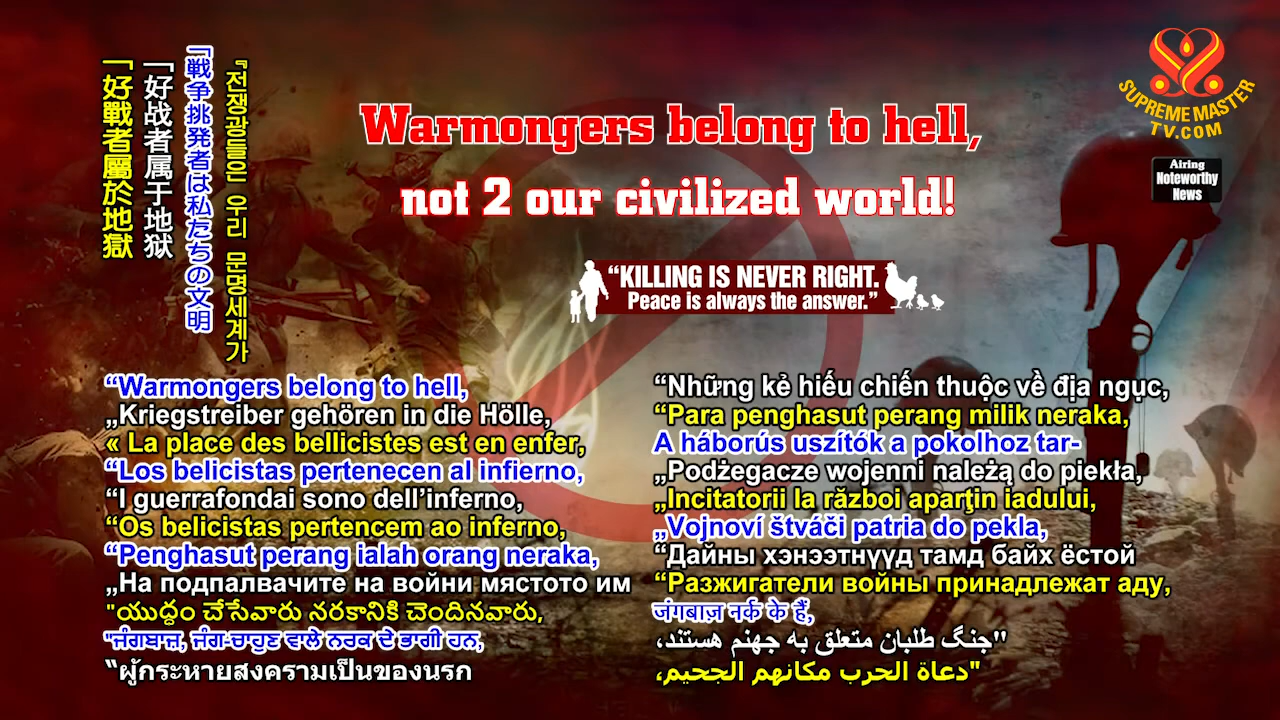 「好戰者屬於地獄
「好战者属于地狱
「戦争挑発者は私たちの文明
『전쟁광들은 우리 문명세계가
Warmongers belong to hell,
not 2 our civilized world!
SUPREME MASTER
TV.COM
Airing
Noteworthy
News
“KILLING IS NEVER RIGHT.
Peace is always the answer.”
“Warmongers belong to hell,
„Kriegstreiber gehören in die Hölle,
« La place des bellicistes est en enfer,
“Los belicistas pertenecen al infierno,
“I guerrafondai sono dell’inferno,
“Os belicistas pertencem ao inferno,
“Penghasut perang ialah orang neraka,
„На подпалвачите на войни мястото им
"యుద్ధం చేసేవారు నరకానికి చెందినవారు,
"ਜੰਗਬਾਜ਼, ਜੰਗ-ਚਾਹੁਣ ਵਾਲੇ ਨਰਕ ਦੇ ਭਾਗੀ ਹਨ,
“ผู้กระหายสงครามเป็นของนรก
“Những kẻ hiếu chiến thuộc về địa ngục,
“Para penghasut perang milik neraka,
A háborús uszítók a pokolhoz tar-
„Podżegacze wojenni należą do piekła,
„Incitatorii la război aparţin iadului,
„Vojnoví štváči patria do pekla,
“Дайны хэнээтнүүд тамд байх ёстой
“Разжигатели войны принадлежат аду,
जंगबाज़ नर्क के हैं,
"جنگ طلبان متعلق به جهنم هستند،
"دعاة الحرب مكانهم الجحيم،